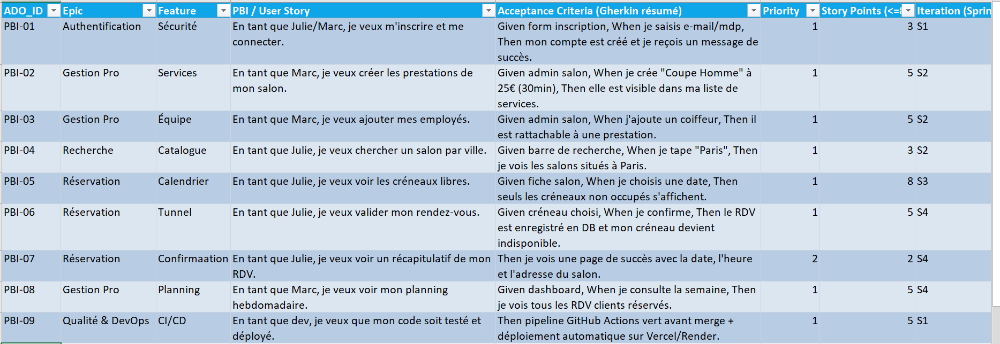 ADO_ID Epic Feature PBI / User Story Acceptance Criteria (Gherkin résumé) Priority Story Points (<= Iteration (Sprin
PBI-01 Authentification Sécurité En tant que Julie/Marc, je veux m'inscrire et me Given form inscription, When je saisis e-mail/mdp, 1 3 S1
connecter. Then mon compte est créé et je reçois un message de
succès.
PBI-02 Gestion Pro Services En tant que Marc, je veux créer les prestations de Given admin salon, When je crée "Coupe Homme" à 1 5 S2
mon salon. 25€ (30min), Then elle est visible dans ma liste de
services.
PBI-03 Gestion Pro Équipe En tant que Marc, je veux ajouter mes employés. Given admin salon, When j'ajoute un coiffeur, Then il 1 5 S2
est rattachable à une prestation.
PBI-04 Recherche Catalogue En tant que Julie, je veux chercher un salon par ville. Given barre de recherche, When je tape "Paris", Then 1 3 S2
je vois les salons situés à Paris.
PBI-05 Réservation Calendrier En tant que Julie, je veux voir les créneaux libres. Given fiche salon, When je choisis une date, Then 1 8 S3
seuls les créneaux non occupés s'affichent.
PBI-06 Réservation Tunnel En tant que Julie, je veux valider mon rendez-vous. Given créneau choisi, When je confirme, Then le RDV 1 5 S4
est enregistré en DB et mon créneau devient
indisponible.
PBI-07 Réservation Confirmaation En tant que Julie, je veux voir un récapitulatif de mon Then je vois une page de succès avec la date, l'heure 2 2 S4
RDV. et l'adresse du salon.
PBI-08 Gestion Pro Planning En tant que Marc, je veux voir mon planning Given dashboard, When je consulte la semaine, Then 1 5 S4
hebdomadaire. je vois tous les RDV clients réservés.
PBI-09 Qualité & DevOps CI/CD En tant que dev, je veux que mon code soit testé et Then pipeline GitHub Actions vert avant merge + 1 5 S1
déployé. déploiement automatique sur Vercel/Render.